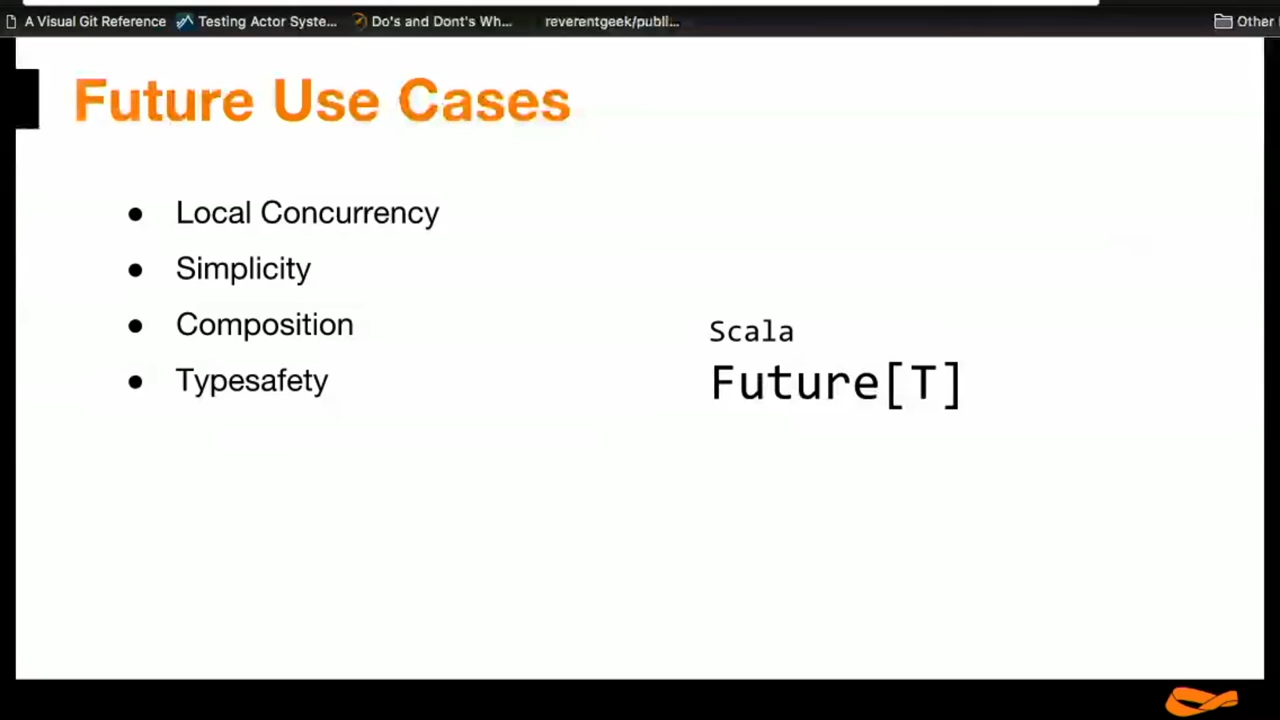 A Visual Git Reference
Testing Actor Syste...
Do's and Dont's Wh...
reverentgeek/publi...
Other
Future Use Cases
● Local Concurrency
● Simplicity
● Composition
● Typesafety
Scala
Future[T]